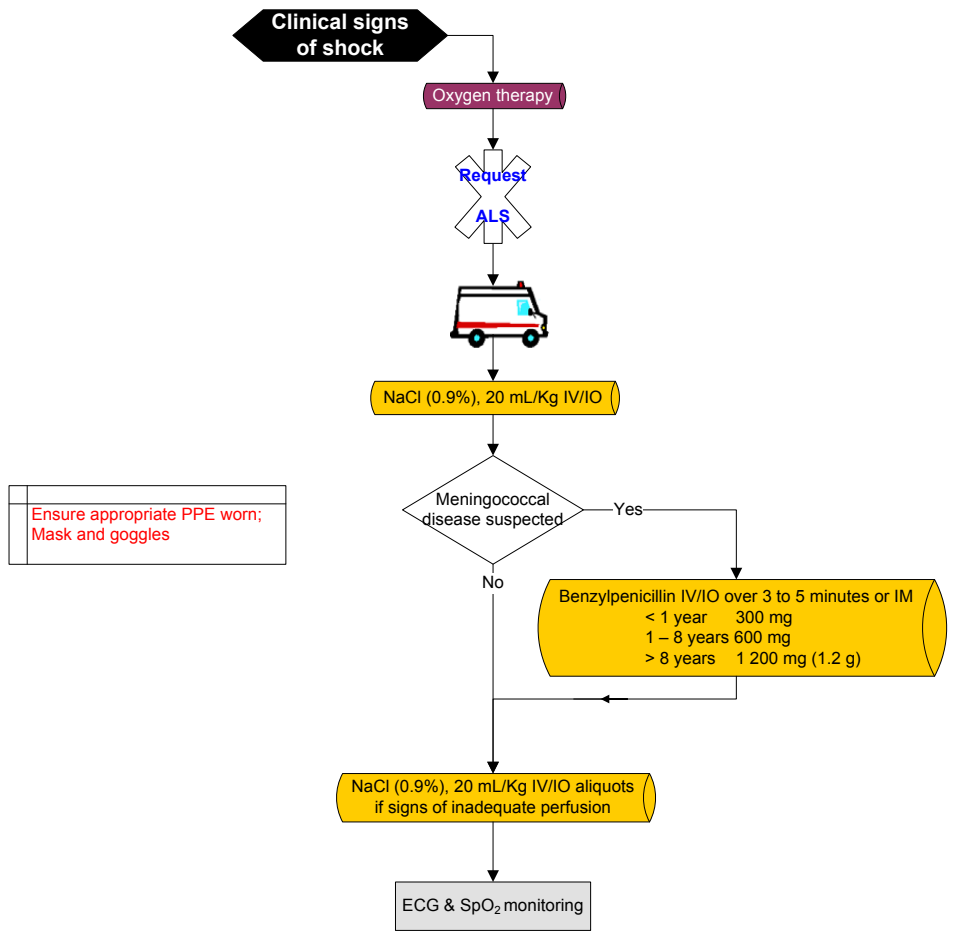 Clinical signs
of shock
Oxygen therapy
Request
ALS
NaCl (0.9%), 20 mL/Kg IV/IO
Meningococcal
disease suspected
Yes
Ensure appropriate PPE worn;
Mask and goggles
No
Benzylpenicillin IV/IO over 3 to 5 minutes or IM
< 1 year 300 mg
1 – 8 years 600 mg
> 8 years 1 200 mg (1.2 g)
NaCl (0.9%), 20 mL/Kg IV/IO aliquots
if signs of inadequate perfusion
ECG & SpO₂ monitoring